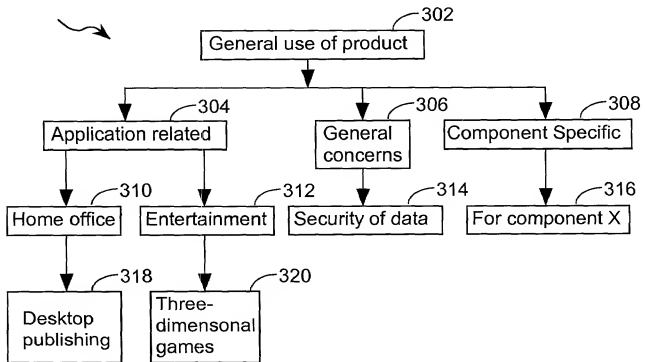 302
General use of product
304
306
308
Application related
General
concerns
Component Specific
310
312
314
316
Home office
Entertainment
Security of data
For component X
318
320
Desktop
publishing
Three-
dimensonal
games